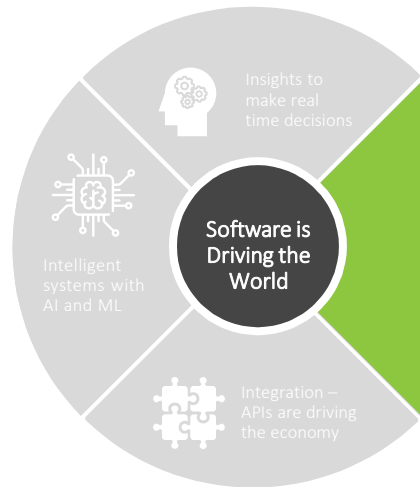 Insights to
make real
time decisions
Software is
Driving the
World
Intelligent
systems with
AI and ML
Integration –
APIs are driving
the economy